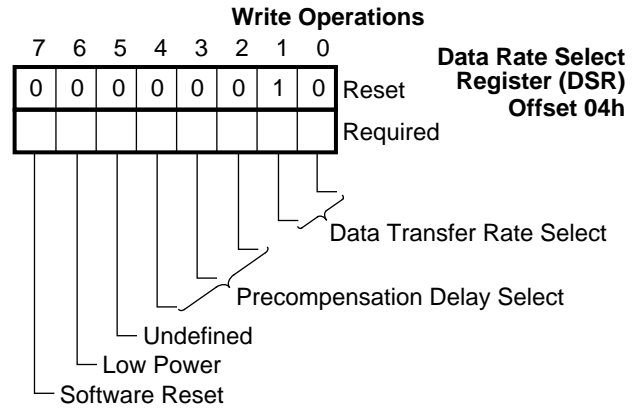 Write Operations
7 6 5 4 3 2 1 0
Data Rate Select
Register (DSR)
Offset 04h
0 0 0 0 0 0 1 0 Reset
Required
Data Transfer Rate Select
Precompensation Delay Select
Undefined
Low Power
Software Reset